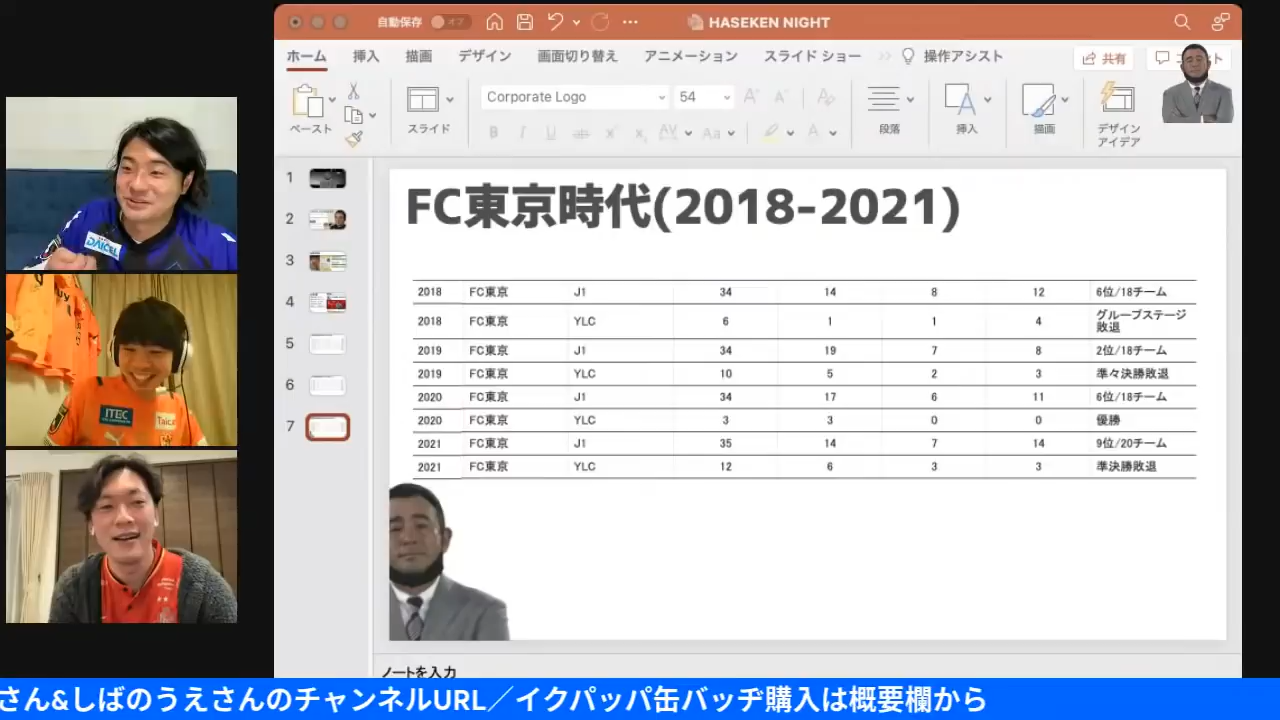 自動保存 オフ HASEKEN NIGHT
ホーム 挿入 描画 デザイン 画面切り替え アニメーション スライド ショー 操作アシスト 共有
ペースト スライド Corporate Logo 54 段落 挿入 描画 デザイン
アイデア
1
2
3
4
5
6
7
FC東京時代(2018-2021)
2018 FC東京 J1 34 14 8 12 6位/18チーム
2018 FC東京 YLC 6 1 1 4 グループステージ
敗退
2019 FC東京 J1 34 19 7 8 2位/18チーム
2019 FC東京 YLC 10 5 2 3 準々決勝敗退
2020 FC東京 J1 34 17 6 11 6位/18チーム
2020 FC東京 YLC 3 3 0 0 優勝
2021 FC東京 J1 35 14 7 14 9位/20チーム
2021 FC東京 YLC 12 6 3 3 準決勝敗退
DAICEL
ITEC
Taica
ノートを入力
さん&しばのうえさんのチャンネルURL／イクパッパ缶バッヂ購入は概要欄から